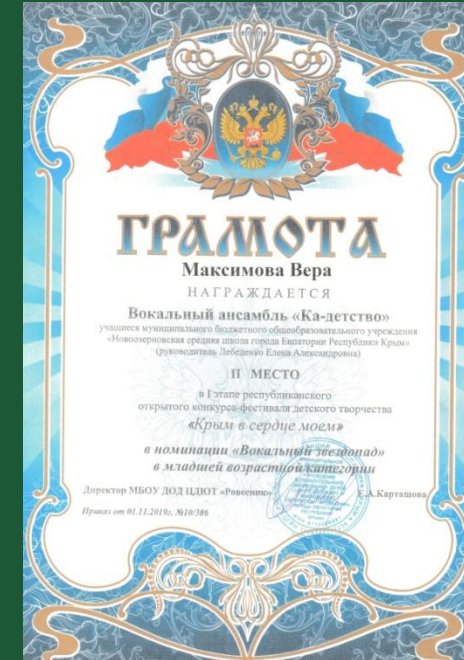 ГРАМОТА
Максимова Вера
НАГРАЖДАЕТСЯ
Вокальный ансамбль «Ка-детство»
учащиеся муниципального бюджетного общеобразовательного учреждения
«Новоозерновская средняя школа города Евпатории Республики Крым»
(руководитель Лебеденко Елена Александровна)
II МЕСТО
в I этапе республиканского
открытого конкурса-фестиваля детского творчества
«Крым в сердце моем»
в номинации «Вокальный звездопад»
в младшей возрастной категории
Директор МБОУ ДОД ЦДЮТ «Ровесник» Е.А.Карташова
Приказ от 01.11.2019г. №10/386